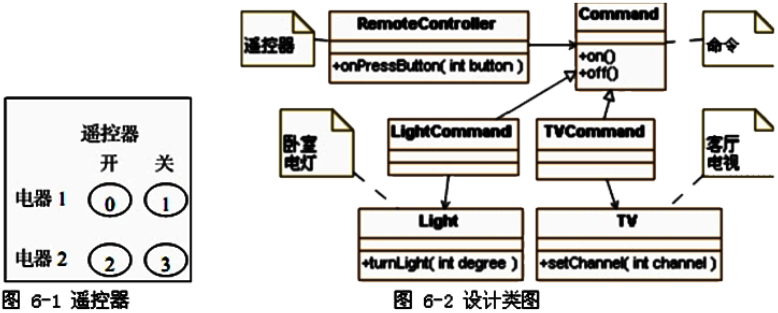 遥控器
开 关
电器 1 0 1
电器 2 2 3
图 6-1 遥控器
遥控器
RemoteController
+onPressButton( int button )
Command
+on()
+off()
命令
卧室
电灯
LightCommand
TVCommand
客厅
电视
Light
+turnLight( int degree )
TV
+setChannel( int channel )
图 6-2 设计类图